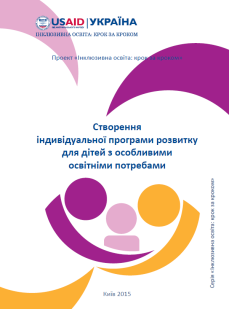 USAID | УКРАЇНА
ІНКЛЮЗИВНА ОСВІТА: КРОК ЗА КРОКОМ
Проект «Інклюзивна освіта: крок за кроком»
Створення
індивідуальної програми розвитку
для дітей з особливими
освітніми потребами
Серія «Інклюзивна освіта: крок за кроком»
Київ 2015